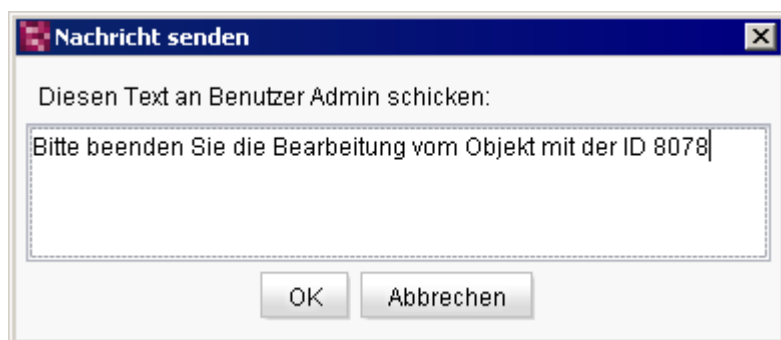 Nachricht senden
Diesen Text an Benutzer Admin schicken:
Bitte beenden Sie die Bearbeitung vom Objekt mit der ID 8078
OK Abbrechen